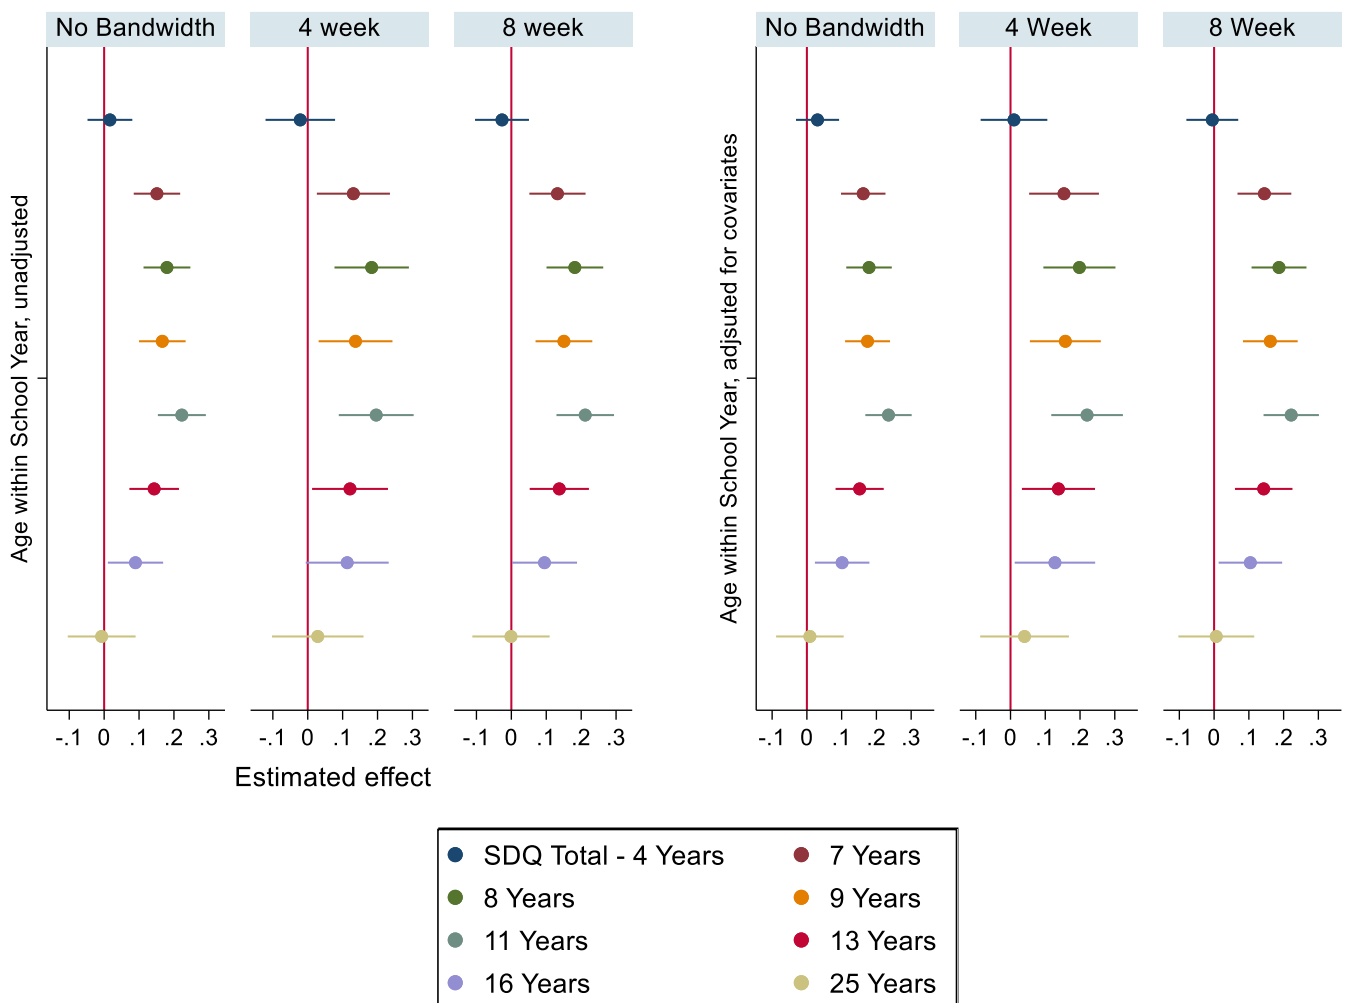 No Bandwidth 4 week 8 week No Bandwidth 4 Week 8 Week
Age within School Year, unadjusted
Age within School Year, adjsuted for covariates
-.1 0 .1 .2 .3 -.1 0 .1 .2 .3 -.1 0 .1 .2 .3 -.1 0 .1 .2 .3 -.1 0 .1 .2 .3 -.1 0 .1 .2 .3
Estimated effect
SDQ Total - 4 Years 7 Years
8 Years 9 Years
11 Years 13 Years
16 Years 25 Years